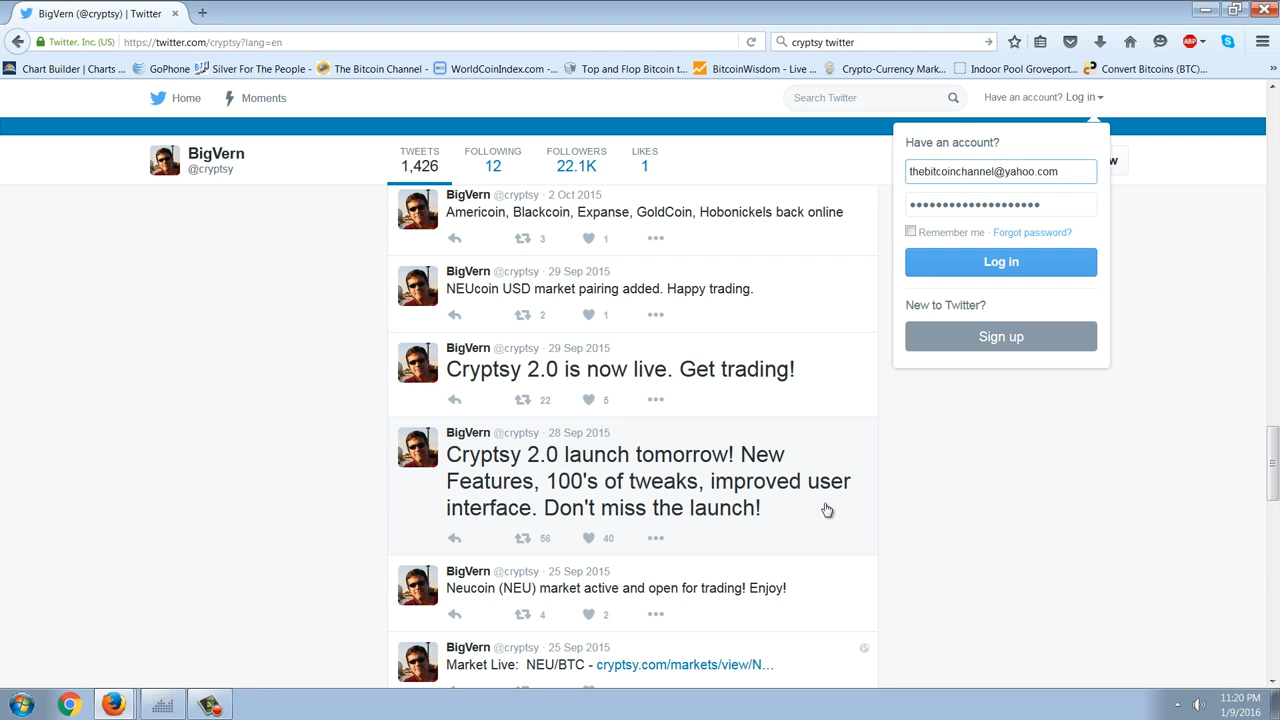 BigVern (@cryptsy) | Twitter
Twitter, Inc. (US)
https://twitter.com/cryptsy?lang=en
cryptsy twitter
ABP
Chart Builder | Charts ...
GoPhone
Silver For The People - ...
The Bitcoin Channel - ...
WorldCoinIndex.com -...
Top and Flop Bitcoin t...
BitcoinWisdom - Live ...
Crypto-Currency Mark...
Indoor Pool Groveport...
Convert Bitcoins (BTC)...
Home
Moments
Search Twitter
Have an account? Log in
BigVern
@cryptsy
TWEETS
1,426
FOLLOWING
12
FOLLOWERS
22.1K
LIKES
1
w
Have an account?
thebitcoinchannel@yahoo.com
Remember me · Forgot password?
Log in
New to Twitter?
Sign up
BigVern @cryptsy · 2 Oct 2015
Americoin, Blackcoin, Expanse, GoldCoin, Hobonickels back online
3 1
BigVern @cryptsy · 29 Sep 2015
NEUcoin USD market pairing added. Happy trading.
2 1
BigVern @cryptsy · 29 Sep 2015
Cryptsy 2.0 is now live. Get trading!
22 5
BigVern @cryptsy · 28 Sep 2015
Cryptsy 2.0 launch tomorrow! New
Features, 100's of tweaks, improved user
interface. Don't miss the launch!
56 40
BigVern @cryptsy · 25 Sep 2015
Neucoin (NEU) market active and open for trading! Enjoy!
4 2
BigVern @cryptsy · 25 Sep 2015
Market Live: NEU/BTC - cryptsy.com/markets/view/N...
11:20 PM
1/9/2016